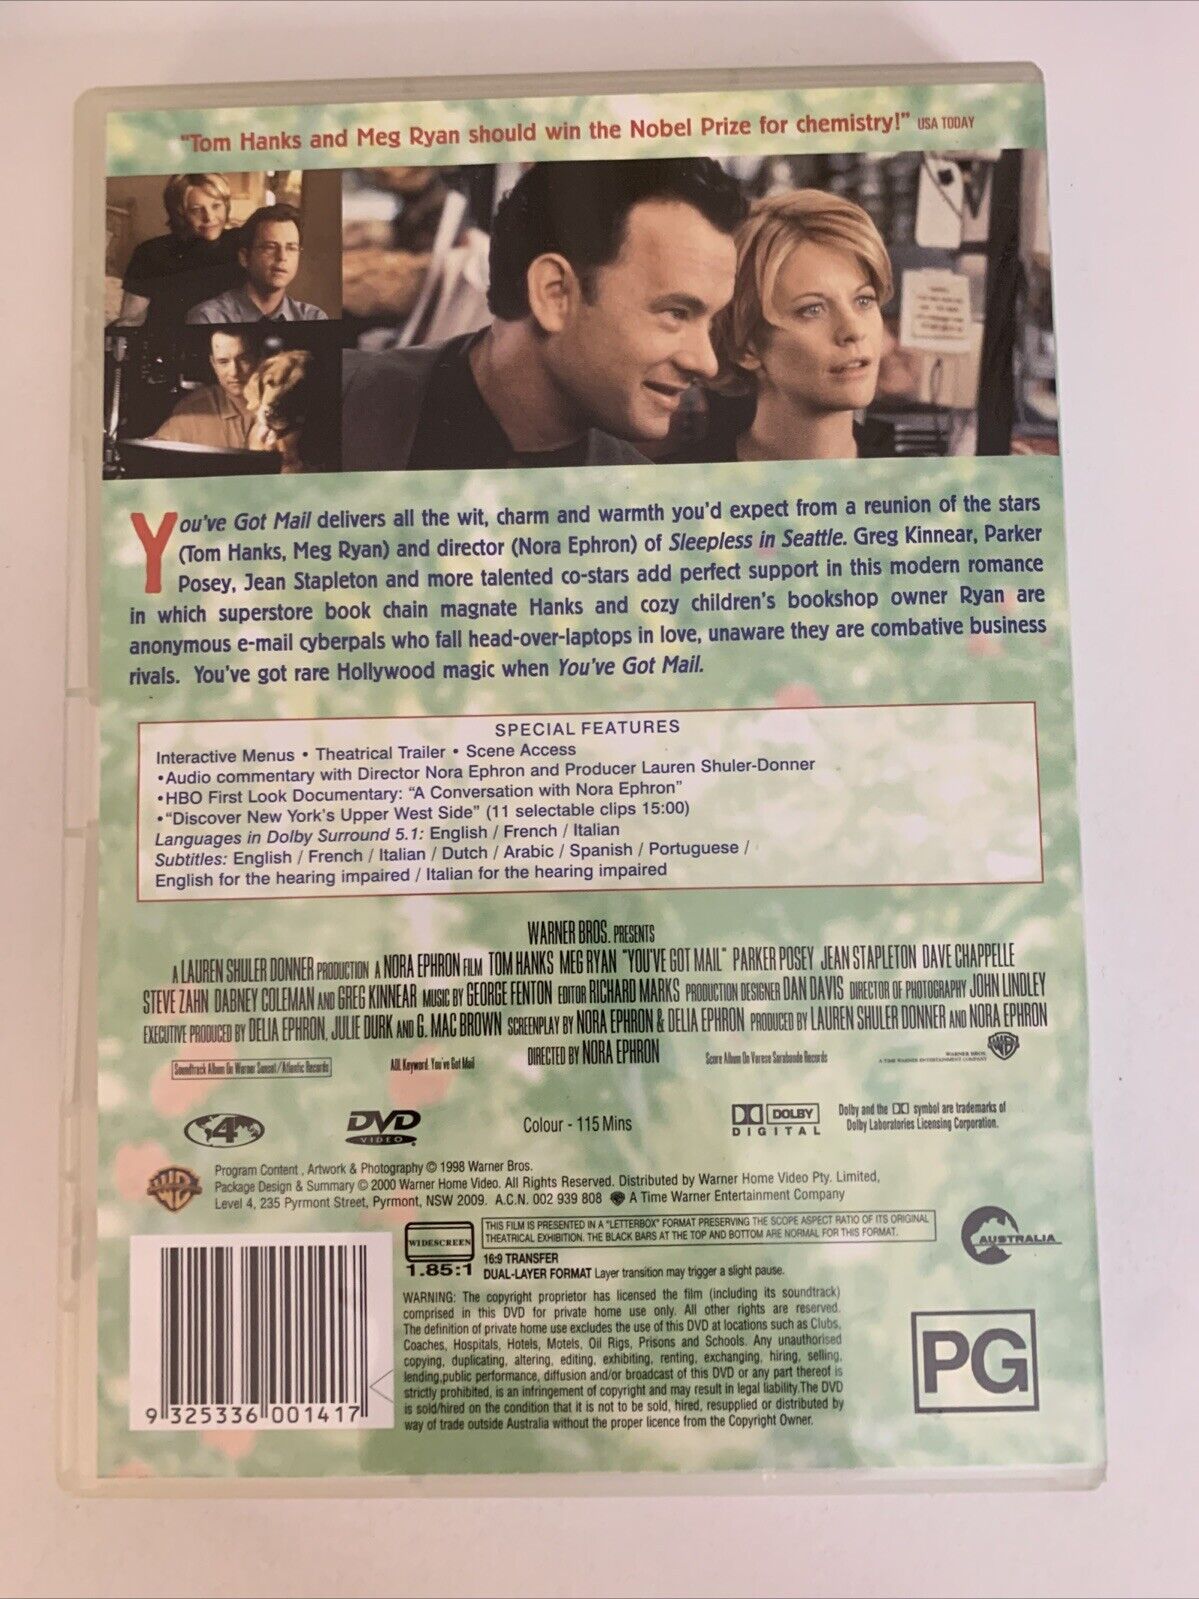 "Tom Hanks and Meg Ryan should win the Nobel Prize for chemistry!" USA TODAY
You've Got Mail delivers all the wit, charm and warmth you'd expect from a reunion of the stars
(Tom Hanks, Meg Ryan) and director (Nora Ephron) of Sleepless in Seattle. Greg Kinnear, Parker
Posey, Jean Stapleton and more talented co-stars add perfect support in this modern romance
in which superstore book chain magnate Hanks and cozy children's bookshop owner Ryan are
anonymous e-mail cyberpals who fall head-over-laptops in love, unaware they are combative business
rivals. You've got rare Hollywood magic when You've Got Mail.
SPECIAL FEATURES
Interactive Menus • Theatrical Trailer • Scene Access
•Audio commentary with Director Nora Ephron and Producer Lauren Shuler-Donner
•HBO First Look Documentary: "A Conversation with Nora Ephron"
•"Discover New York's Upper West Side" (11 selectable clips 15:00)
Languages in Dolby Surround 5.1: English / French / Italian
Subtitles: English / French / Italian / Dutch / Arabic / Spanish / Portuguese /
English for the hearing impaired / Italian for the hearing impaired
WARNER BROS. PRESENTS
A LAUREN SHULER DONNER PRODUCTION A NORA EPHRON FILM TOM HANKS MEG RYAN "YOU'VE GOT MAIL" PARKER POSEY JEAN STAPLETON DAVE CHAPPELLE
STEVE ZAHN DABNEY COLEMAN AND GREG KINNEAR MUSIC BY GEORGE FENTON EDITOR RICHARD MARKS PRODUCTION DESIGNER DAN DAVIS DIRECTOR OF PHOTOGRAPHY JOHN LINDLEY
EXECUTIVE PRODUCED BY DELIA EPHRON, JULIE DURK AND G. MAC BROWN SCREENPLAY BY NORA EPHRON & DELIA EPHRON PRODUCED BY LAUREN SHULER DONNER AND NORA EPHRON
DIRECTED BY NORA EPHRON
Soundtrack Album On Warner Sunset/Atlantic Records
AOL Keyword: You've Got Mail
Score Album On Varese Sarabande Records
WARNER BROS.
A TIME WARNER ENTERTAINMENT COMPANY
4
DVD
VIDEO
Colour - 115 Mins
DOLBY
DIGITAL
Dolby and the symbol are trademarks of
Dolby Laboratories Licensing Corporation.
Program Content , Artwork & Photography © 1998 Warner Bros.
Package Design & Summary © 2000 Warner Home Video. All Rights Reserved. Distributed by Warner Home Video Pty. Limited,
Level 4, 235 Pyrmont Street, Pyrmont, NSW 2009. A.C.N. 002 939 808 A Time Warner Entertainment Company
WIDESCREEN
1.85:1
THIS FILM IS PRESENTED IN A "LETTERBOX" FORMAT PRESERVING THE SCOPE ASPECT RATIO OF ITS ORIGINAL
THEATRICAL EXHIBITION. THE BLACK BARS AT THE TOP AND BOTTOM ARE NORMAL FOR THIS FORMAT.
16:9 TRANSFER
DUAL-LAYER FORMAT Layer transition may trigger a slight pause.
AUSTRALIA
WARNING: The copyright proprietor has licensed the film (including its soundtrack)
comprised in this DVD for private home use only. All other rights are reserved.
The definition of private home use excludes the use of this DVD at locations such as Clubs,
Coaches, Hospitals, Hotels, Motels, Oil Rigs, Prisons and Schools. Any unauthorised
copying, duplicating, altering, editing, exhibiting, renting, exchanging, hiring, selling,
lending,public performance, diffusion and/or broadcast of this DVD or any part thereof is
strictly prohibited, is an infringement of copyright and may result in legal liability.The DVD
is sold/hired on the condition that it is not to be sold, hired, resupplied or distributed by
way of trade outside Australia without the proper licence from the Copyright Owner.
PG
9 325336 001417